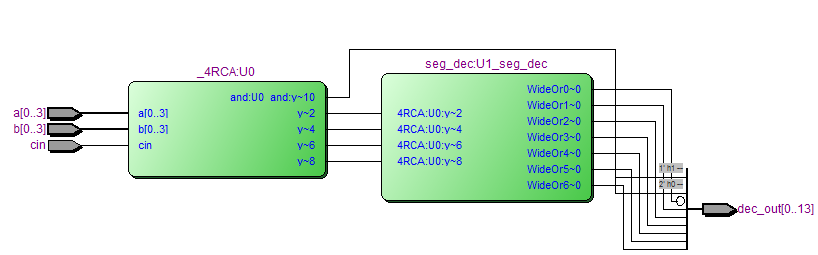 _4RCA:U0
seg_dec:U1_seg_dec
and:U0 and:y~10
a[0..3]
a[0..3]
y~2
b[0..3]
b[0..3]
y~4
cin
cin
y~6
y~8
4RCA:U0:y~2
4RCA:U0:y~4
4RCA:U0:y~6
4RCA:U0:y~8
WideOr0~0
WideOr1~0
WideOr2~0
WideOr3~0
WideOr4~0
WideOr5~0
WideOr6~0
1' h1 --
2' h0 --
dec_out[0..13]